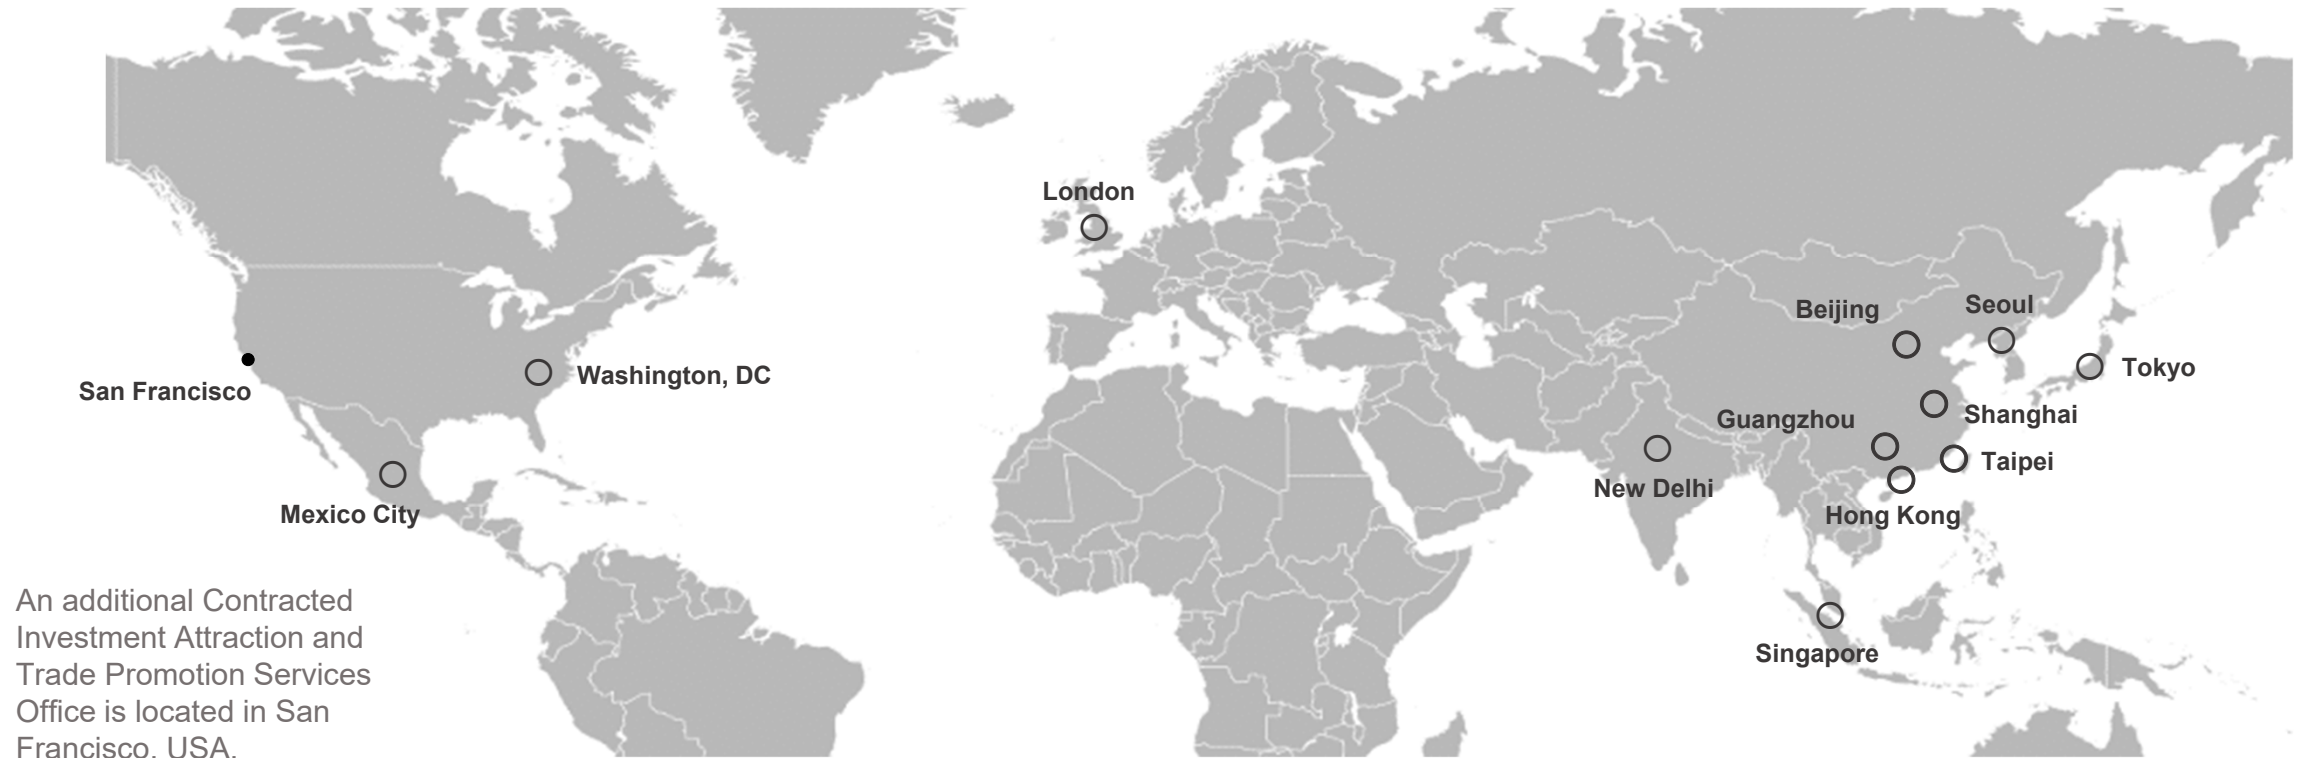 London
Beijing
Seoul
San Francisco
Washington, DC
Tokyo
Guangzhou
Shanghai
Taipei
New Delhi
Mexico City
Hong Kong
Singapore
An additional Contracted
Investment Attraction and
Trade Promotion Services
Office is located in San
Francisco, USA.